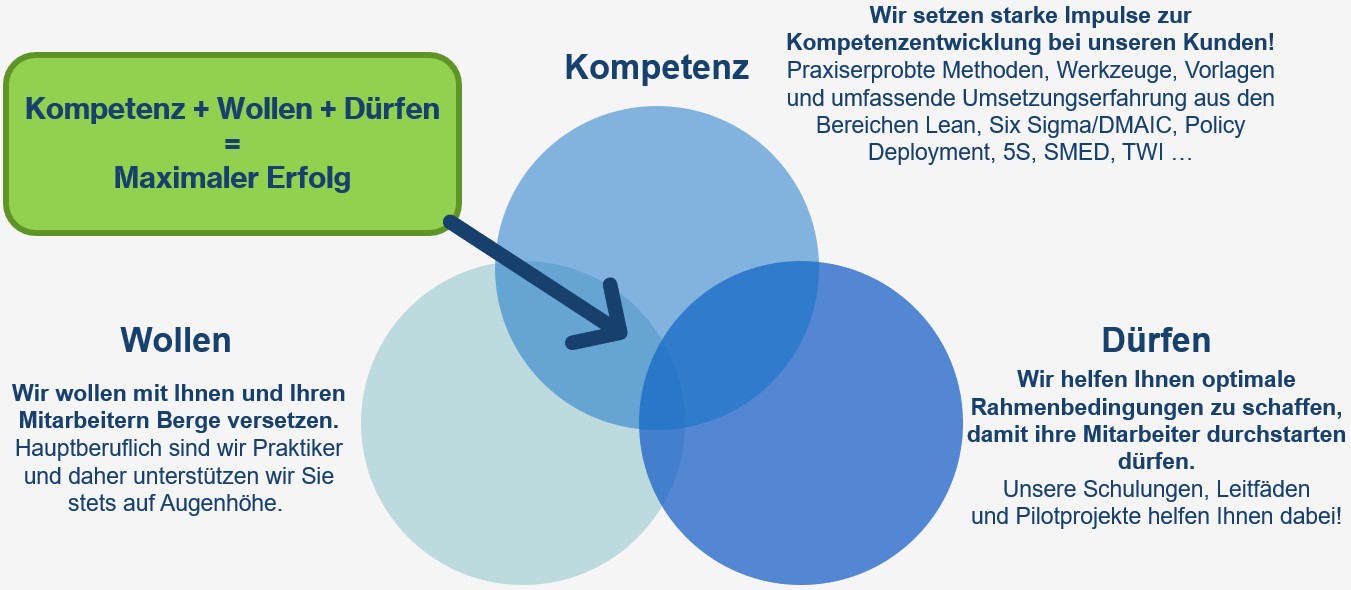 Kompetenz + Wollen + Dürfen
=
Maximaler Erfolg
Kompetenz
Wir setzen starke Impulse zur
Kompetenzentwicklung bei unseren Kunden!
Praxiserprobte Methoden, Werkzeuge, Vorlagen
und umfassende Umsetzungserfahrung aus den
Bereichen Lean, Six Sigma/DMAIC, Policy
Deployment, 5S, SMED, TWI …
Wollen
Wir wollen mit Ihnen und Ihren
Mitarbeitern Berge versetzen.
Hauptberuflich sind wir Praktiker
und daher unterstützen wir Sie
stets auf Augenhöhe.
Dürfen
Wir helfen Ihnen optimale
Rahmenbedingungen zu schaffen,
damit ihre Mitarbeiter durchstarten
dürfen.
Unsere Schulungen, Leitfäden
und Pilotprojekte helfen Ihnen dabei!